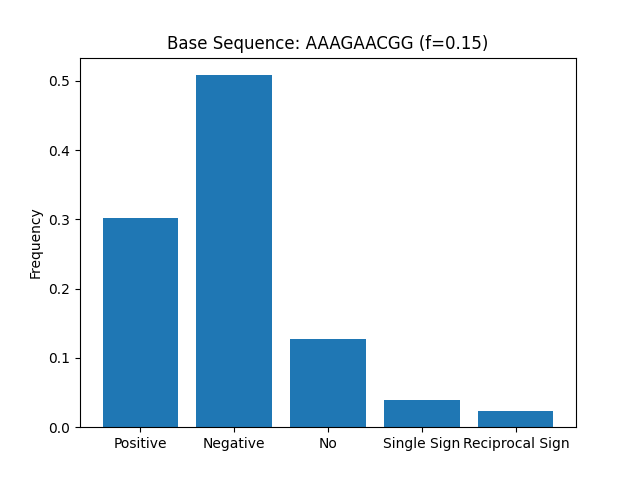 Base Sequence: AAAGAACGG (f=0.15)
Frequency
0.5
0.4
0.3
0.2
0.1
0.0
Positive
Negative
No
Single Sign
Reciprocal Sign